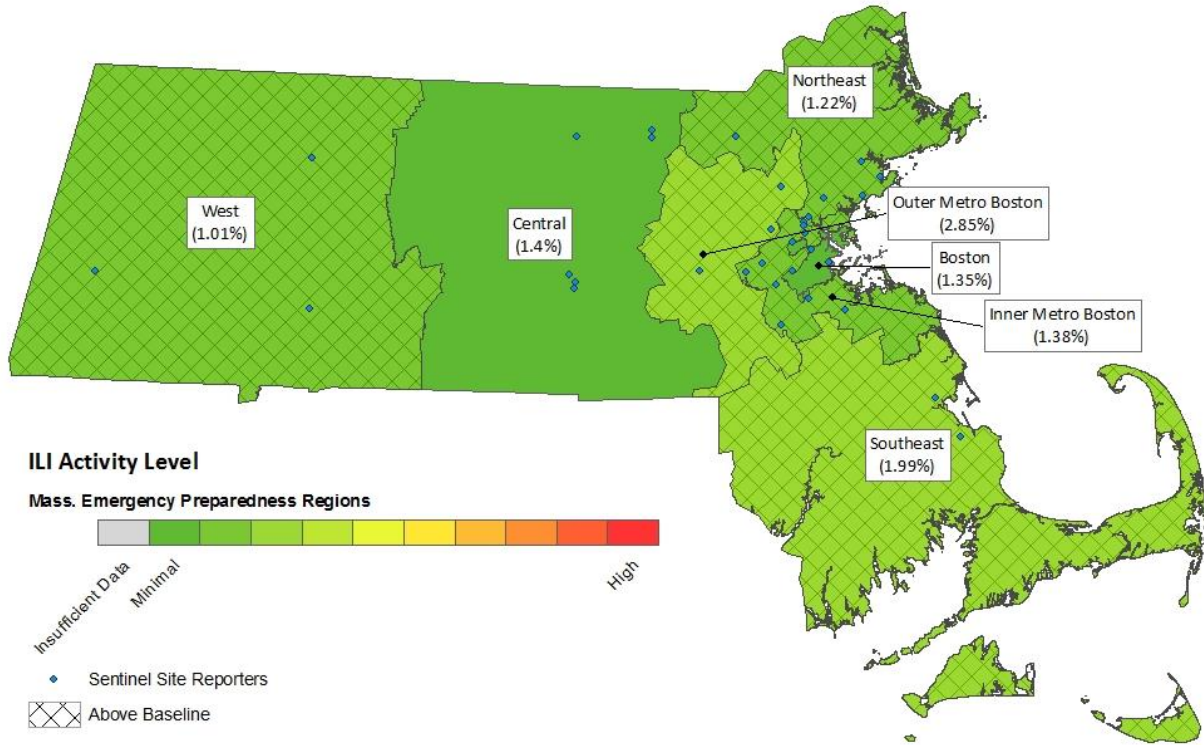 Northeast
(1.22%)
Outer Metro Boston
(2.85%)
West
(1.01%)
Central
(1.4%)
Boston
(1.35%)
Inner Metro Boston
(1.38%)
Southeast
(1.99%)
ILI Activity Level
Mass. Emergency Preparedness Regions
Insufficient Data
Minimal
High
Sentinel Site Reporters
Above Baseline